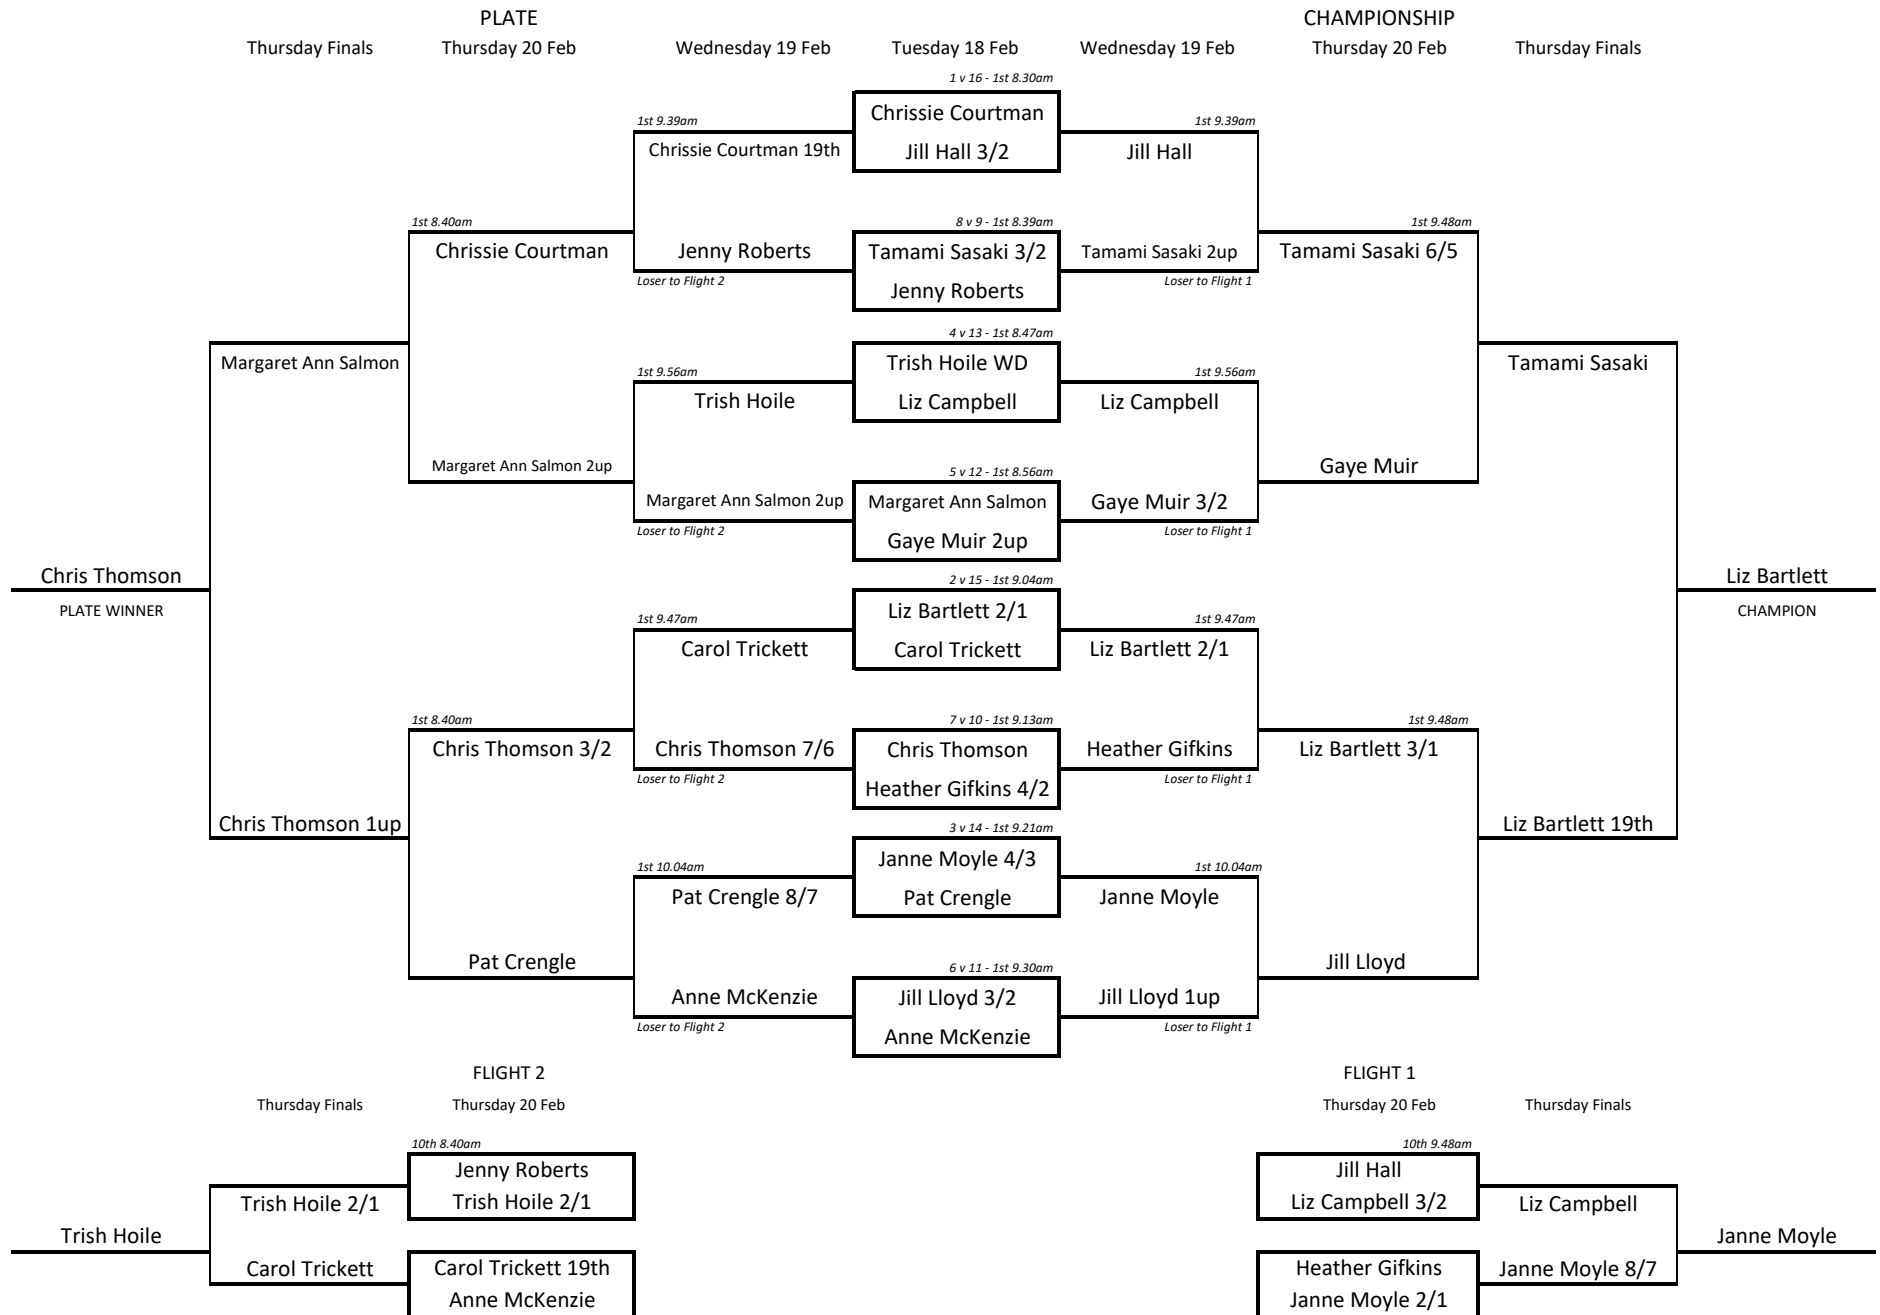 PLATE CHAMPIONSHIP
Thursday Finals Thursday 20 Feb Wednesday 19 Feb Tuesday 18 Feb Wednesday 19 Feb Thursday 20 Feb Thursday Finals
1 v 16 - 1st 8.30am
Chrissie Courtman
1st 9.39am 1st 9.39am
Chrissie Courtman 19th Jill Hall 3/2 Jill Hall
1st 8.40am 8 v 9 - 1st 8.39am 1st 9.48am
Chrissie Courtman Jenny Roberts Tamami Sasaki 3/2 Tamami Sasaki 2up Tamami Sasaki 6/5
Loser to Flight 2 Loser to Flight 1
Jenny Roberts
4 v 13 - 1st 8.47am
Margaret Ann Salmon Trish Hoile WD Tamami Sasaki
1st 9.56am 1st 9.56am
Trish Hoile Liz Campbell Liz Campbell
Margaret Ann Salmon 2up 5 v 12 - 1st 8.56am Gaye Muir
Margaret Ann Salmon 2up Margaret Ann Salmon Gaye Muir 3/2
Loser to Flight 2 Loser to Flight 1
Gaye Muir 2up
Chris Thomson 2 v 15 - 1st 9.04am Liz Bartlett
PLATE WINNER Liz Bartlett 2/1 CHAMPION
1st 9.47am 1st 9.47am
Carol Trickett Carol Trickett Liz Bartlett 2/1
1st 8.40am 7 v 10 - 1st 9.13am 1st 9.48am
Chris Thomson 3/2 Chris Thomson 7/6 Chris Thomson Heather Gifkins Liz Bartlett 3/1
Loser to Flight 2 Loser to Flight 1
Heather Gifkins 4/2
Chris Thomson 1up 3 v 14 - 1st 9.21am Liz Bartlett 19th
Janne Moyle 4/3
1st 10.04am 1st 10.04am
Pat Crengle 8/7 Pat Crengle Janne Moyle
Pat Crengle 6 v 11 - 1st 9.30am Jill Lloyd
Anne McKenzie Jill Lloyd 3/2 Jill Lloyd 1up
Loser to Flight 2 Loser to Flight 1
Anne McKenzie
FLIGHT 2 FLIGHT 1
Thursday Finals Thursday 20 Feb Thursday 20 Feb Thursday Finals
10th 8.40am 10th 9.48am
Jenny Roberts Jill Hall
Trish Hoile 2/1 Trish Hoile 2/1 Liz Campbell 3/2 Liz Campbell
Trish Hoile Janne Moyle
Carol Trickett Carol Trickett 19th Heather Gifkins Janne Moyle 8/7
Anne McKenzie Janne Moyle 2/1